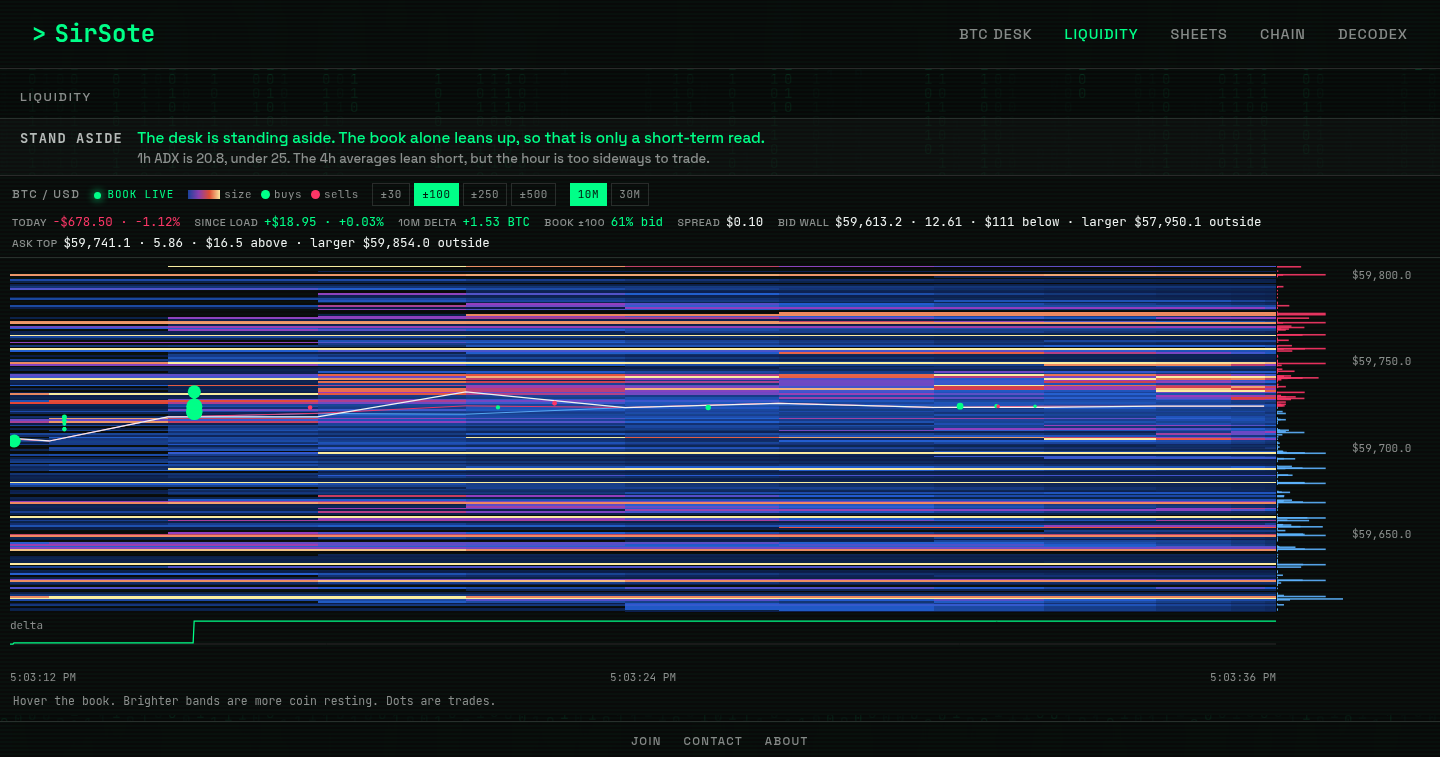 > SirSote
BTC DESK LIQUIDITY SHEETS CHAIN DECODEX
LIQUIDITY
STAND ASIDE The desk is standing aside. The book alone leans up, so that is only a short-term read.
1h ADX is 20.8, under 25. The 4h averages lean short, but the hour is too sideways to trade.
BTC / USD BOOK LIVE size buys sells ±30 ±100 ±250 ±500 10M 30M
TODAY -$678.50 · -1.12% SINCE LOAD +$18.95 · +0.03% 10M DELTA +1.53 BTC BOOK ±100 61% bid SPREAD $0.10 BID WALL $59,613.2 · 12.61 · $111 below · larger $57,950.1 outside
ASK TOP $59,741.1 · 5.86 · $16.5 above · larger $59,854.0 outside
$59,800.0
$59,750.0
$59,700.0
$59,650.0
delta
5:03:12 PM 5:03:24 PM 5:03:36 PM
Hover the book. Brighter bands are more coin resting. Dots are trades.
JOIN CONTACT ABOUT